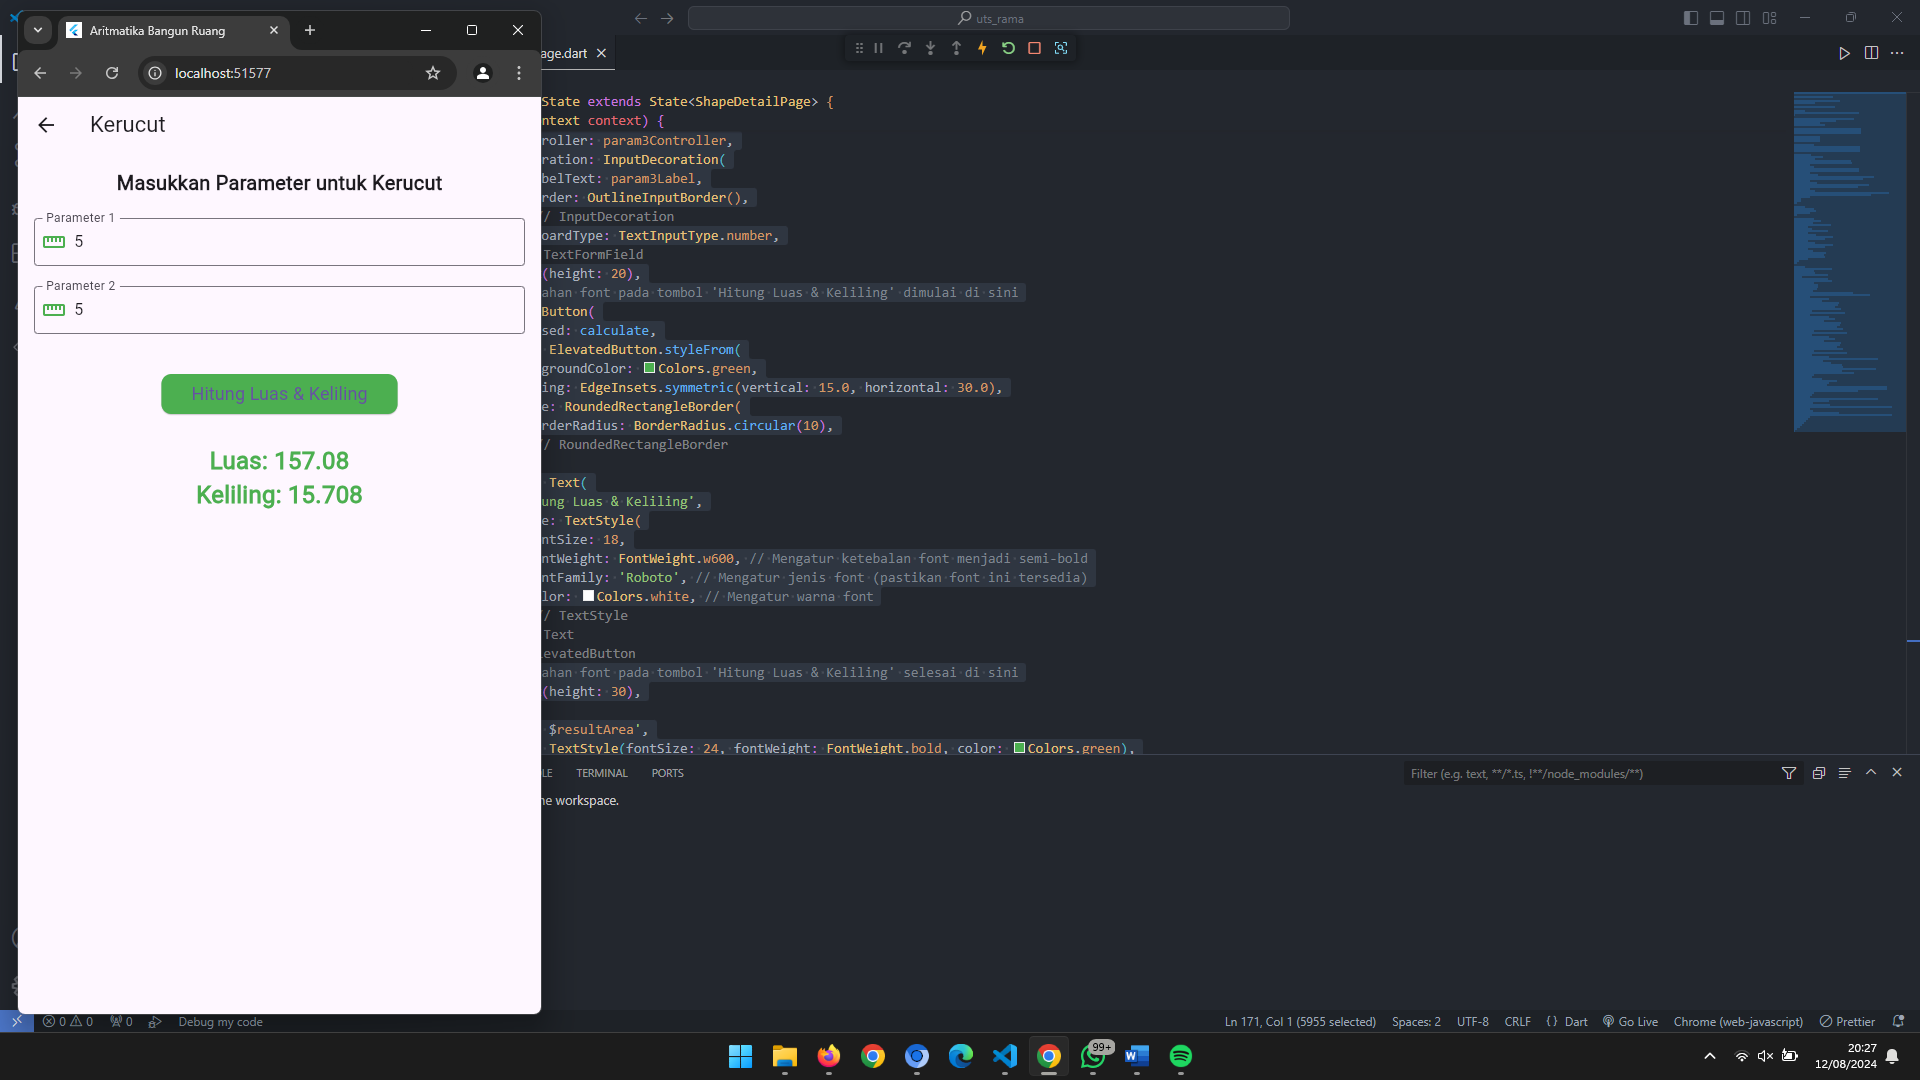 Aritmatika Bangun Ruang
uts_rama
localhost:51577
age.dart
Kerucut
Masukkan Parameter untuk Kerucut
Parameter 1
5
Parameter 2
5
Hitung Luas & Keliling
Luas: 157.08
Keliling: 15.708
State extends State<ShapeDetailPage> {
ntext context) {
roller: param3Controller,
ration: InputDecoration(
belText: param3Label,
rder: OutlineInputBorder(),
// InputDecoration
oardType: TextInputType.number,
TextFormField
(height: 20),
ahan font pada tombol 'Hitung Luas & Keliling' dimulai di sini
Button(
sed: calculate,
ElevatedButton.styleFrom(
groundColor: Colors.green,
ing: EdgeInsets.symmetric(vertical: 15.0, horizontal: 30.0),
e: RoundedRectangleBorder(
rderRadius: BorderRadius.circular(10),
// RoundedRectangleBorder
Text(
ung Luas & Keliling',
e: TextStyle(
ntSize: 18,
ntWeight: FontWeight.w600, // Mengatur ketebalan font menjadi semi-bold
ntFamily: 'Roboto', // Mengatur jenis font (pastikan font ini tersedia)
lor: Colors.white, // Mengatur warna font
// TextStyle
Text
levatedButton
ahan font pada tombol 'Hitung Luas & Keliling' selesai di sini
(height: 30),
$resultArea',
TextStyle(fontSize: 24, fontWeight: FontWeight.bold, color: Colors.green),
LE TERMINAL PORTS
Filter (e.g. text, **/*.ts, !**/node_modules/**)
he workspace.
0 0 0 Debug my code
Ln 171, Col 1 (5955 selected) Spaces: 2 UTF-8 CRLF {} Dart Go Live Chrome (web-javascript) Prettier
99+
20:27
12/08/2024